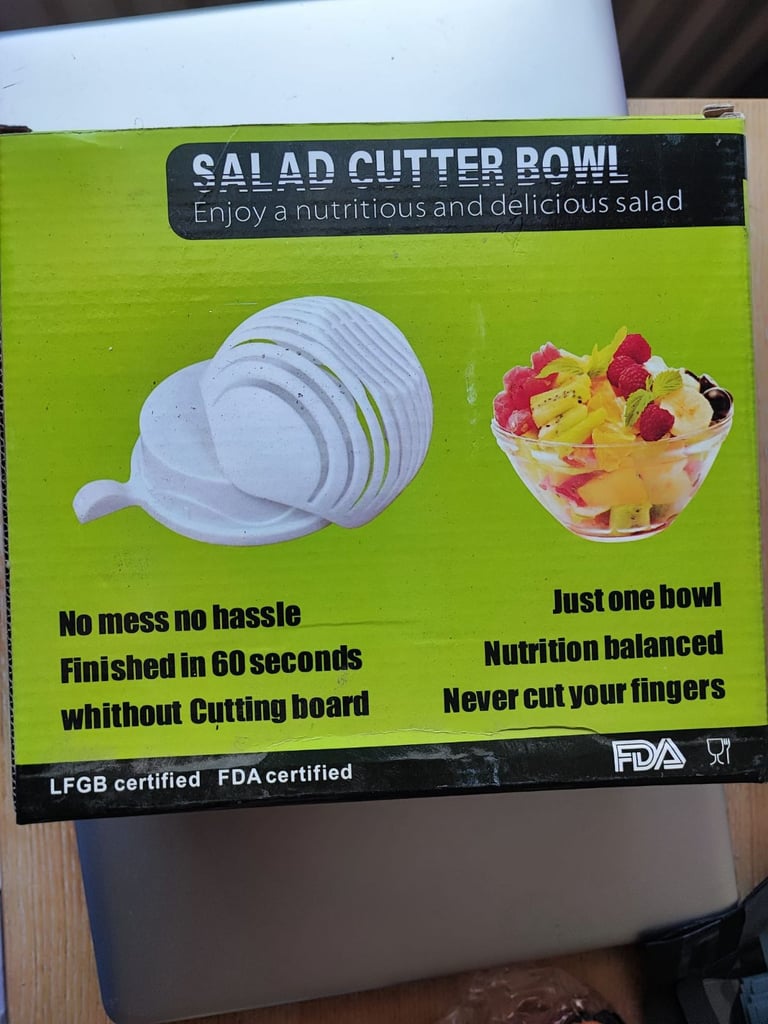 SALAD CUTTER BOWL
Enjoy a nutritious and delicious salad
No mess no hassle
Finished in 60 seconds
whithout Cutting board
Just one bowl
Nutrition balanced
Never cut your fingers
LFGB certified FDA certified
FDA